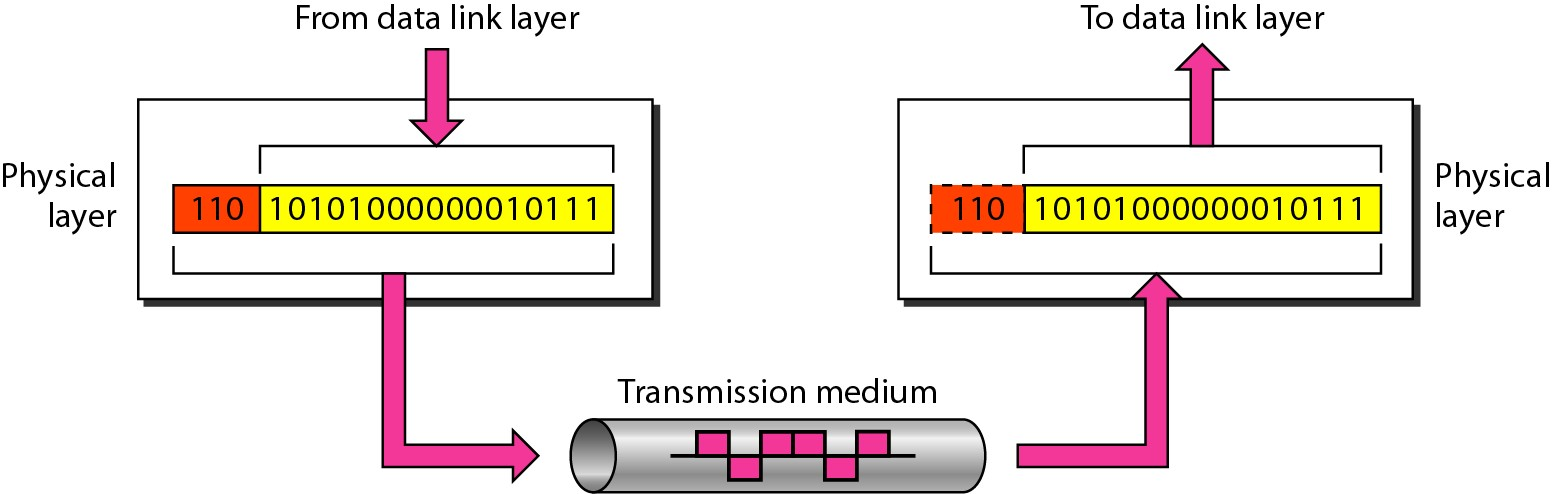 From data link layer
To data link layer
Physical
layer
110 10101000000010111
110 10101000000010111
Physical
layer
Transmission medium